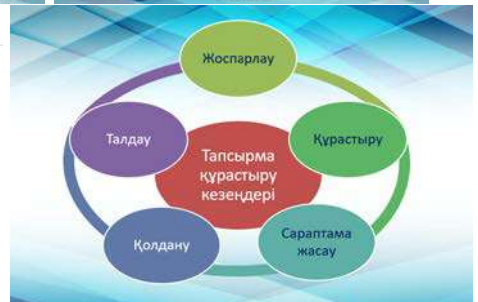 Жоспарлау
Құрастыру
Сараптама
жасау
Қолдану
Талдау
Тапсырма
құрастыру
кезеңдері